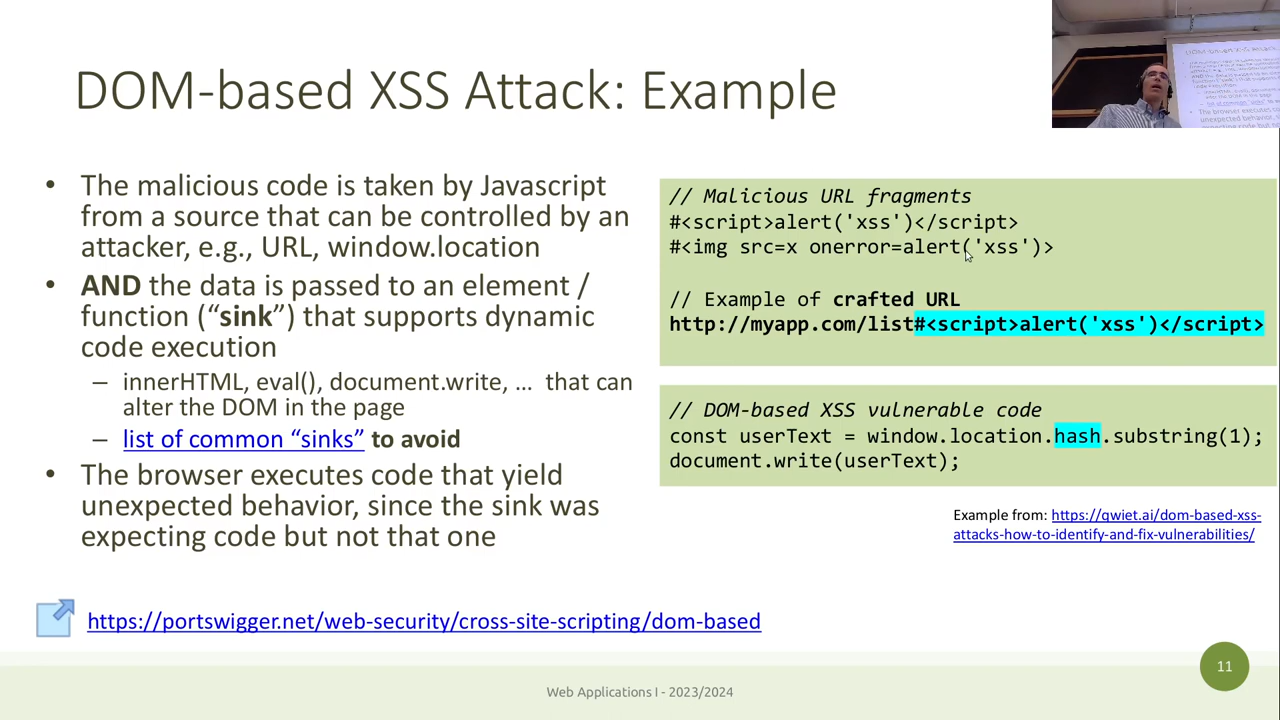 DOM-based XSS Attack: Example
• The malicious code is taken by Javascript
from a source that can be controlled by an
attacker, e.g., URL, window.location
• AND the data is passed to an element /
function (“sink”) that supports dynamic
code execution
– innerHTML, eval(), document.write, … that can
alter the DOM in the page
– list of common “sinks” to avoid
• The browser executes code that yield
unexpected behavior, since the sink was
expecting code but not that one
// Malicious URL fragments
#<script>alert('xss')</script>
#<img src=x onerror=alert('xss')>
// Example of crafted URL
http://myapp.com/list#<script>alert('xss')</script>
// DOM-based XSS vulnerable code
const userText = window.location.hash.substring(1);
document.write(userText);
Example from: https://qwiet.ai/dom-based-xss-
attacks-how-to-identify-and-fix-vulnerabilities/
https://portswigger.net/web-security/cross-site-scripting/dom-based
Web Applications I - 2023/2024
11